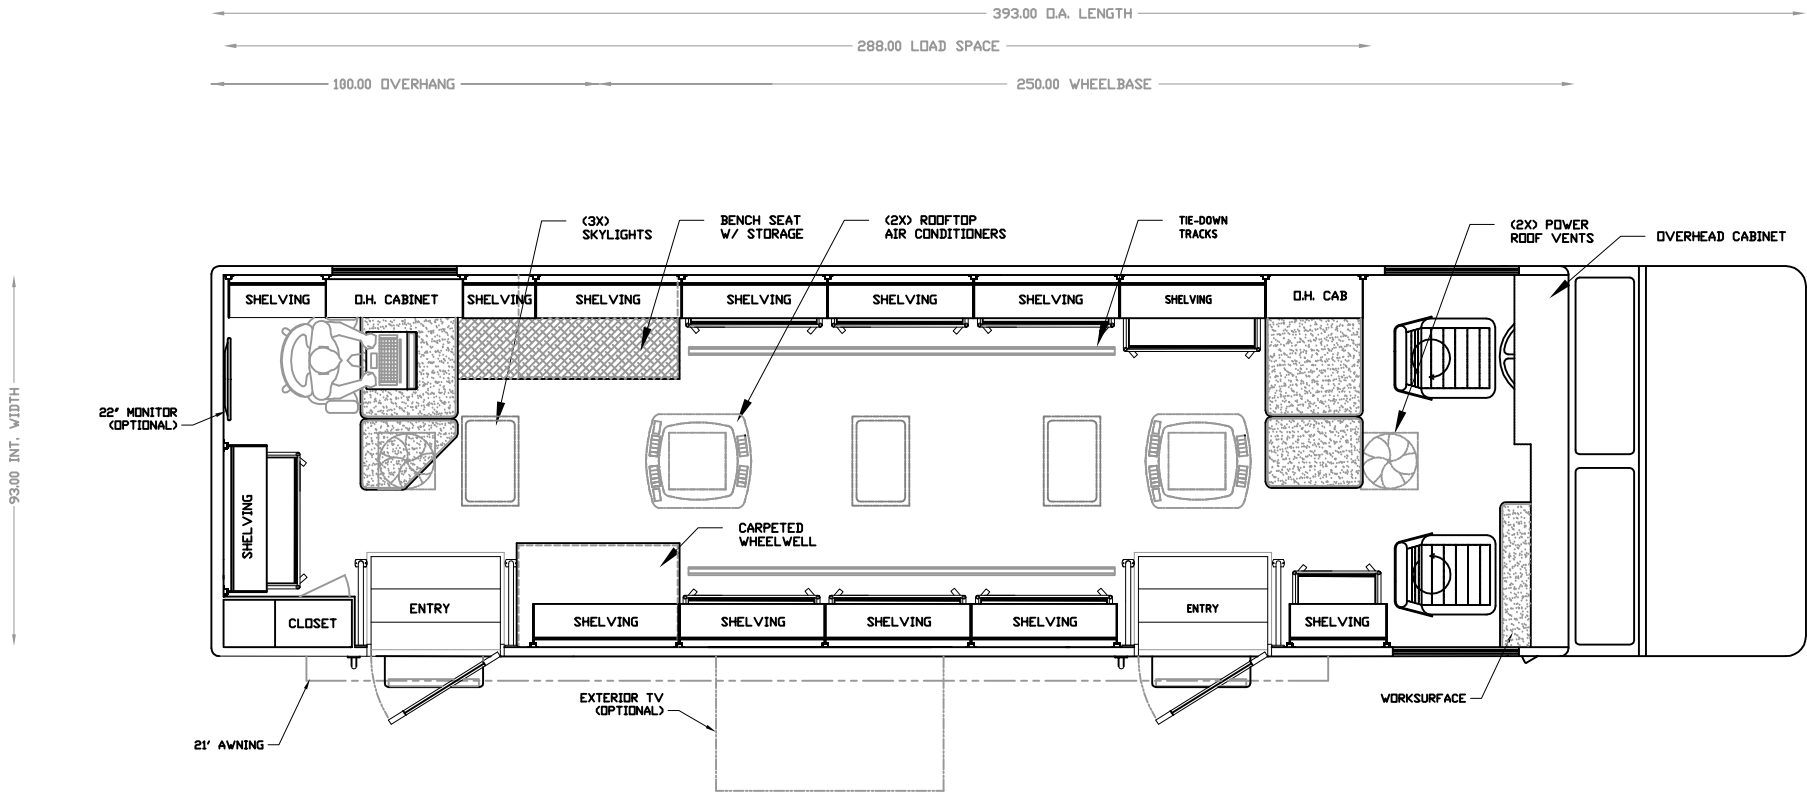 393.00 O.A. LENGTH
288.00 LOAD SPACE
100.00 OVERHANG
250.00 WHEELBASE
(3X)
SKYLIGHTS
BENCH SEAT
W/ STORAGE
(2X) ROOFTOP
AIR CONDITIONERS
TIE-DOWN
TRACKS
(2X) POWER
ROOF VENTS
OVERHEAD CABINET
SHELVING
O.H. CABINET
SHELVING
SHELVING
SHELVING
SHELVING
SHELVING
SHELVING
O.H. CAB
93.00 INT. WIDTH
22" MONITOR
(OPTIONAL)
SHELVING
CARPETED
WHEELWELL
CLOSET
ENTRY
SHELVING
SHELVING
SHELVING
SHELVING
ENTRY
SHELVING
EXTERIOR TV
(OPTIONAL)
WORKSURFACE
21' AWNING